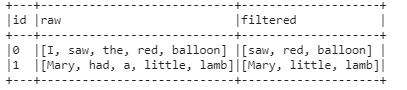 +---+----------------------------+--------------------+
|id |raw                         |filtered            |
+---+----------------------------+--------------------+
|0  |[I, saw, the, red, balloon] |[saw, red, balloon] |
|1  |[Mary, had, a, little, lamb]|[Mary, little, lamb]|
+---+----------------------------+--------------------+